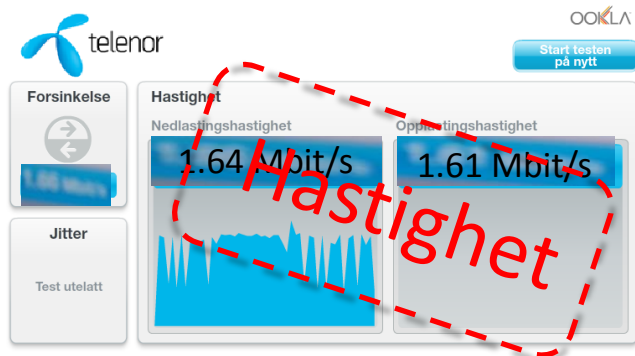 telenor
OOKLA
Start testen
på nytt
Forsinkelse
Hastighet
Nedlastingshastighet
Opplastingshastighet
1.64 Mbit/s
1.61 Mbit/s
Hastighet
Jitter
Test utelatt